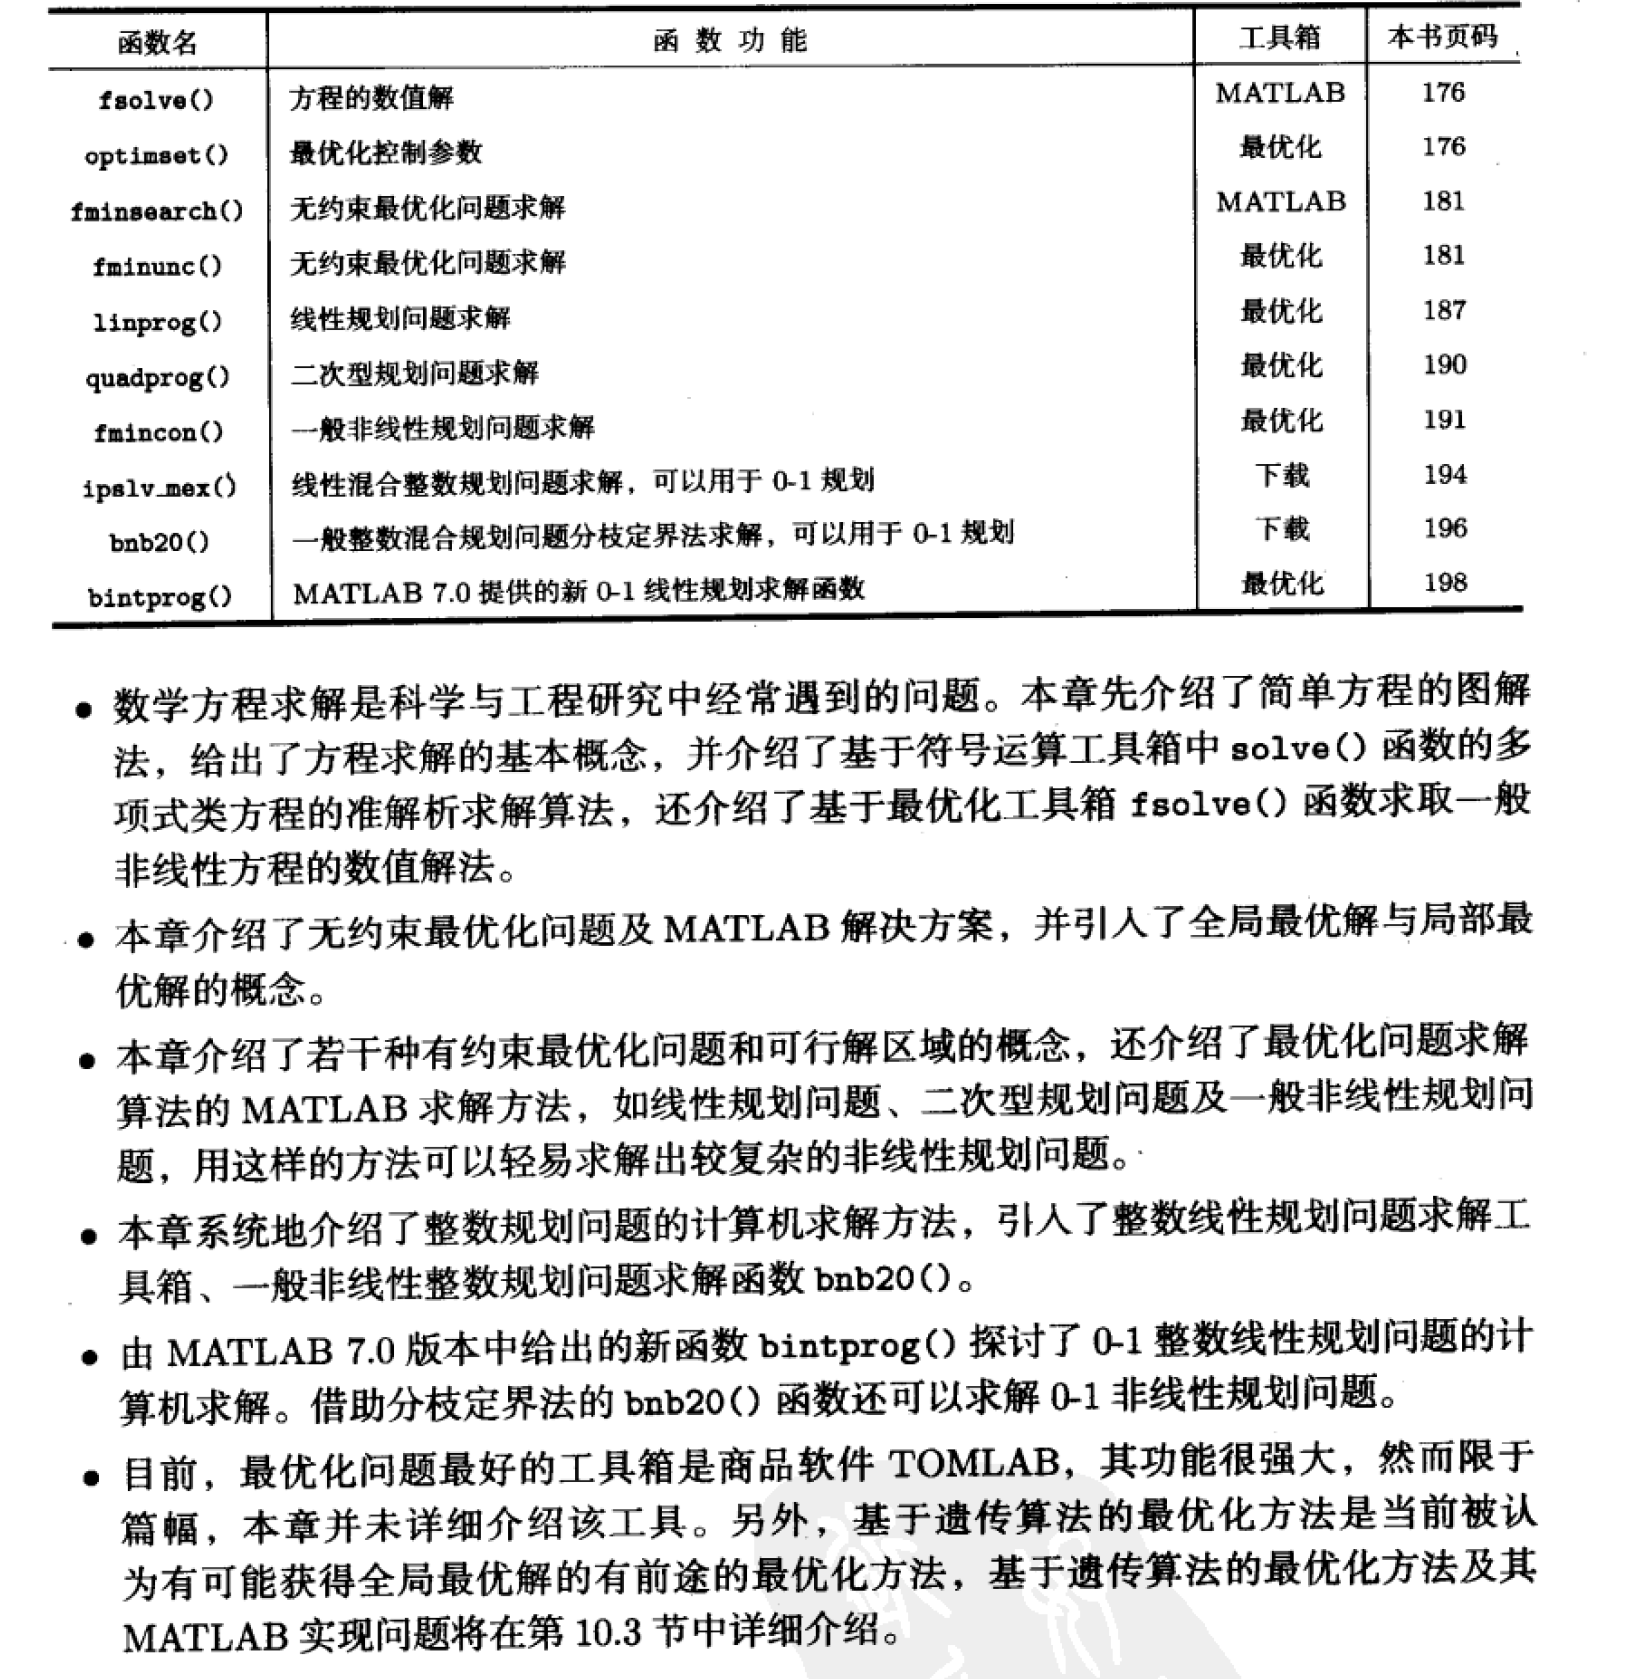 函数名 函 数 功 能 工具箱 本书页码
fsolve() 方程的数值解 MATLAB 176
optimset() 最优化控制参数 最优化 176
fminsearch() 无约束最优化问题求解 MATLAB 181
fminunc() 无约束最优化问题求解 最优化 181
linprog() 线性规划问题求解 最优化 187
quadprog() 二次型规划问题求解 最优化 190
fmincon() 一般非线性规划问题求解 最优化 191
ipslv_mex() 线性混合整数规划问题求解，可以用于 0-1 规划 下载 194
bnb20() 一般整数混合规划问题分枝定界法求解，可以用于 0-1 规划 下载 196
bintprog() MATLAB 7.0 提供的新 0-1 线性规划求解函数 最优化 198
● 数学方程求解是科学与工程研究中经常遇到的问题。本章先介绍了简单方程的图解
法，给出了方程求解的基本概念，并介绍了基于符号运算工具箱中 solve() 函数的多
项式类方程的准解析求解算法，还介绍了基于最优化工具箱 fsolve() 函数求取一般
非线性方程的数值解法。
● 本章介绍了无约束最优化问题及 MATLAB 解决方案，并引入了全局最优解与局部最
优解的概念。
● 本章介绍了若干种有约束最优化问题和可行解区域的概念，还介绍了最优化问题求解
算法的 MATLAB 求解方法，如线性规划问题、二次型规划问题及一般非线性规划问
题，用这样的方法可以轻易求解出较复杂的非线性规划问题。
● 本章系统地介绍了整数规划问题的计算机求解方法，引入了整数线性规划问题求解工
具箱、一般非线性整数规划问题求解函数 bnb20()。
● 由 MATLAB 7.0 版本中给出的新函数 bintprog() 探讨了 0-1 整数线性规划问题的计
算机求解。借助分枝定界法的 bnb20() 函数还可以求解 0-1 非线性规划问题。
● 目前，最优化问题最好的工具箱是商品软件 TOMLAB，其功能很强大，然而限于
篇幅，本章并未详细介绍该工具。另外，基于遗传算法的最优化方法是当前被认
为有可能获得全局最优解的有前途的最优化方法，基于遗传算法的最优化方法及其
MATLAB 实现问题将在第 10.3 节中详细介绍。